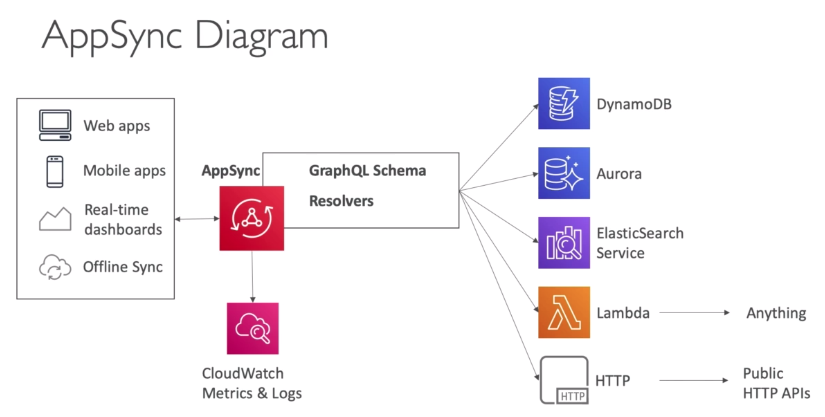 AppSync Diagram
Web apps
Mobile apps
Real-time
dashboards
Offline Sync
AppSync
GraphQL Schema
Resolvers
CloudWatch
Metrics & Logs
DynamoDB
Aurora
ElasticSearch
Service
Lambda
Anything
HTTP
HTTP
Public
HTTP APIs